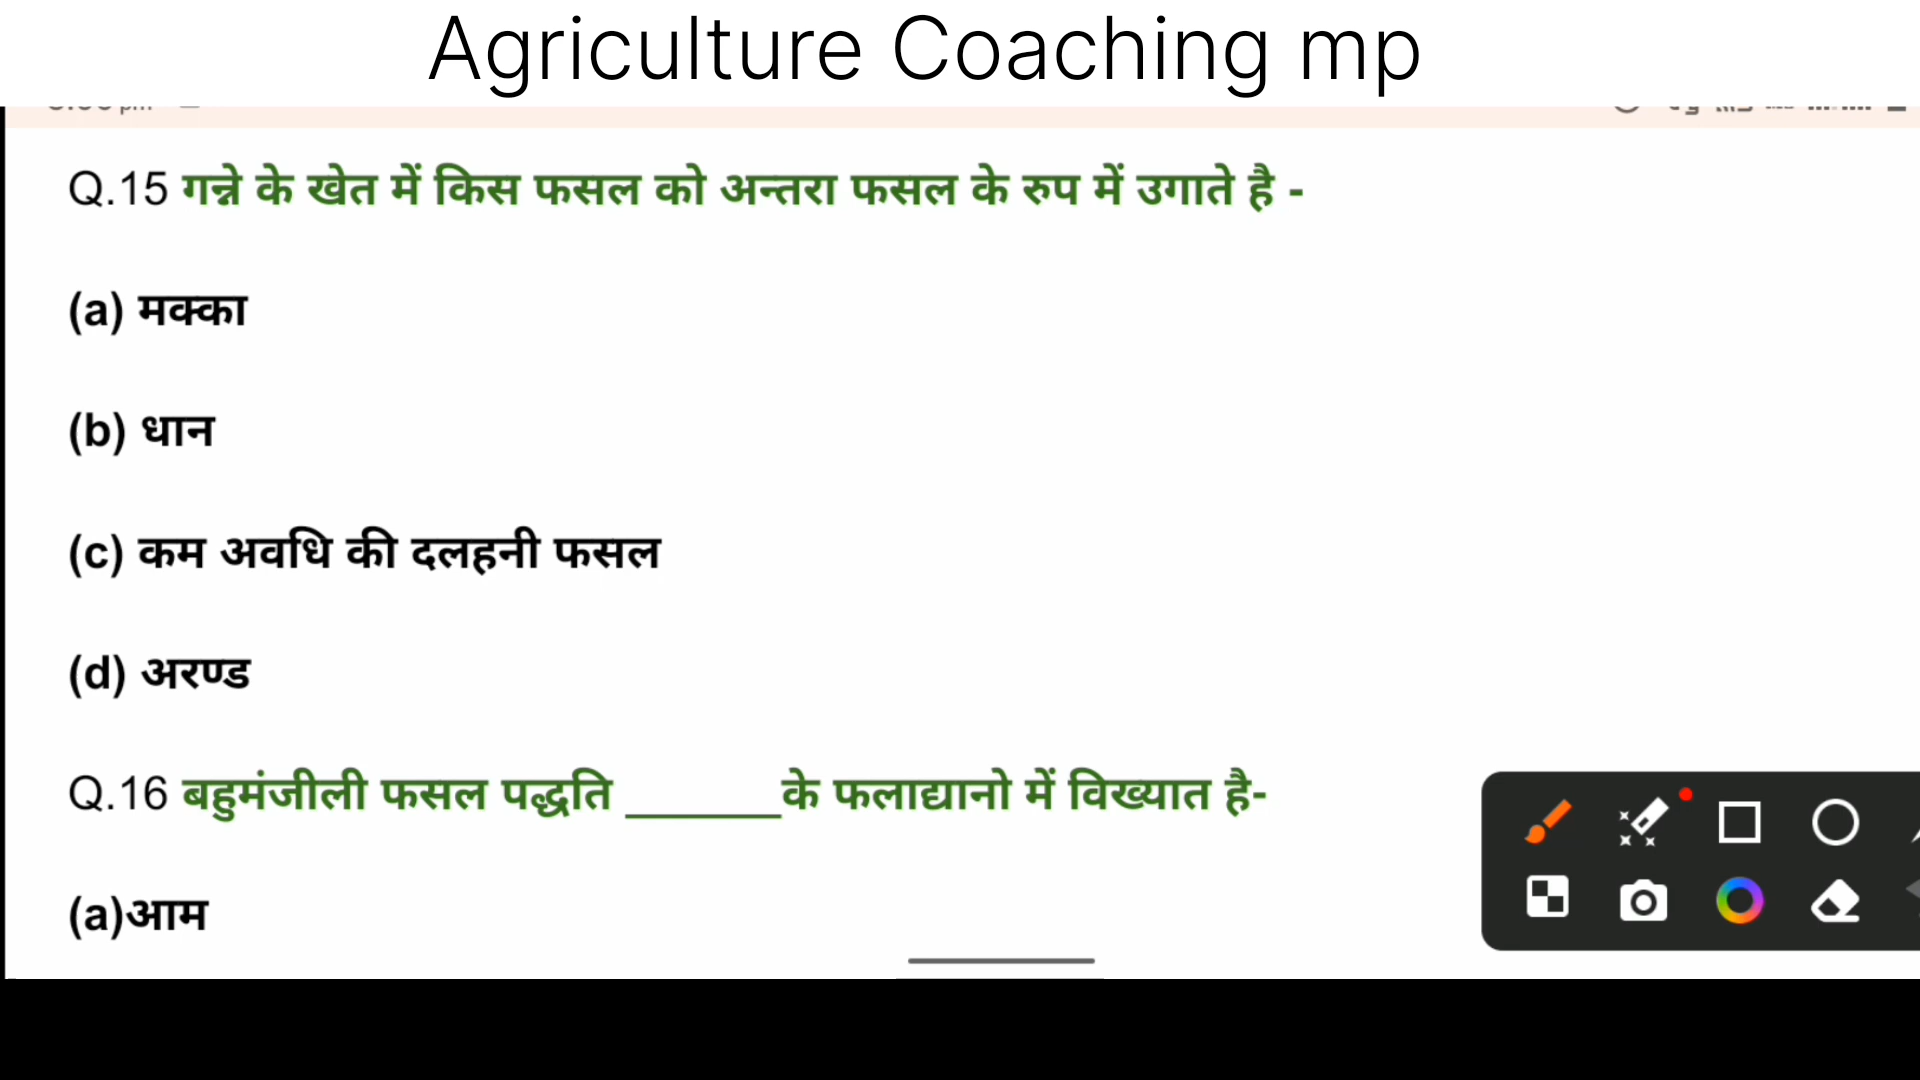 Agriculture Coaching mp
Q.15 गन्ने के खेत में किस फसल को अन्तरा फसल के रुप में उगाते है -
(a) मक्का
(b) धान
(c) कम अवधि की दलहनी फसल
(d) अरण्ड
Q.16 बहुमंजीली फसल पद्धति ______के फलाद्यानो में विख्यात है-
(a)आम